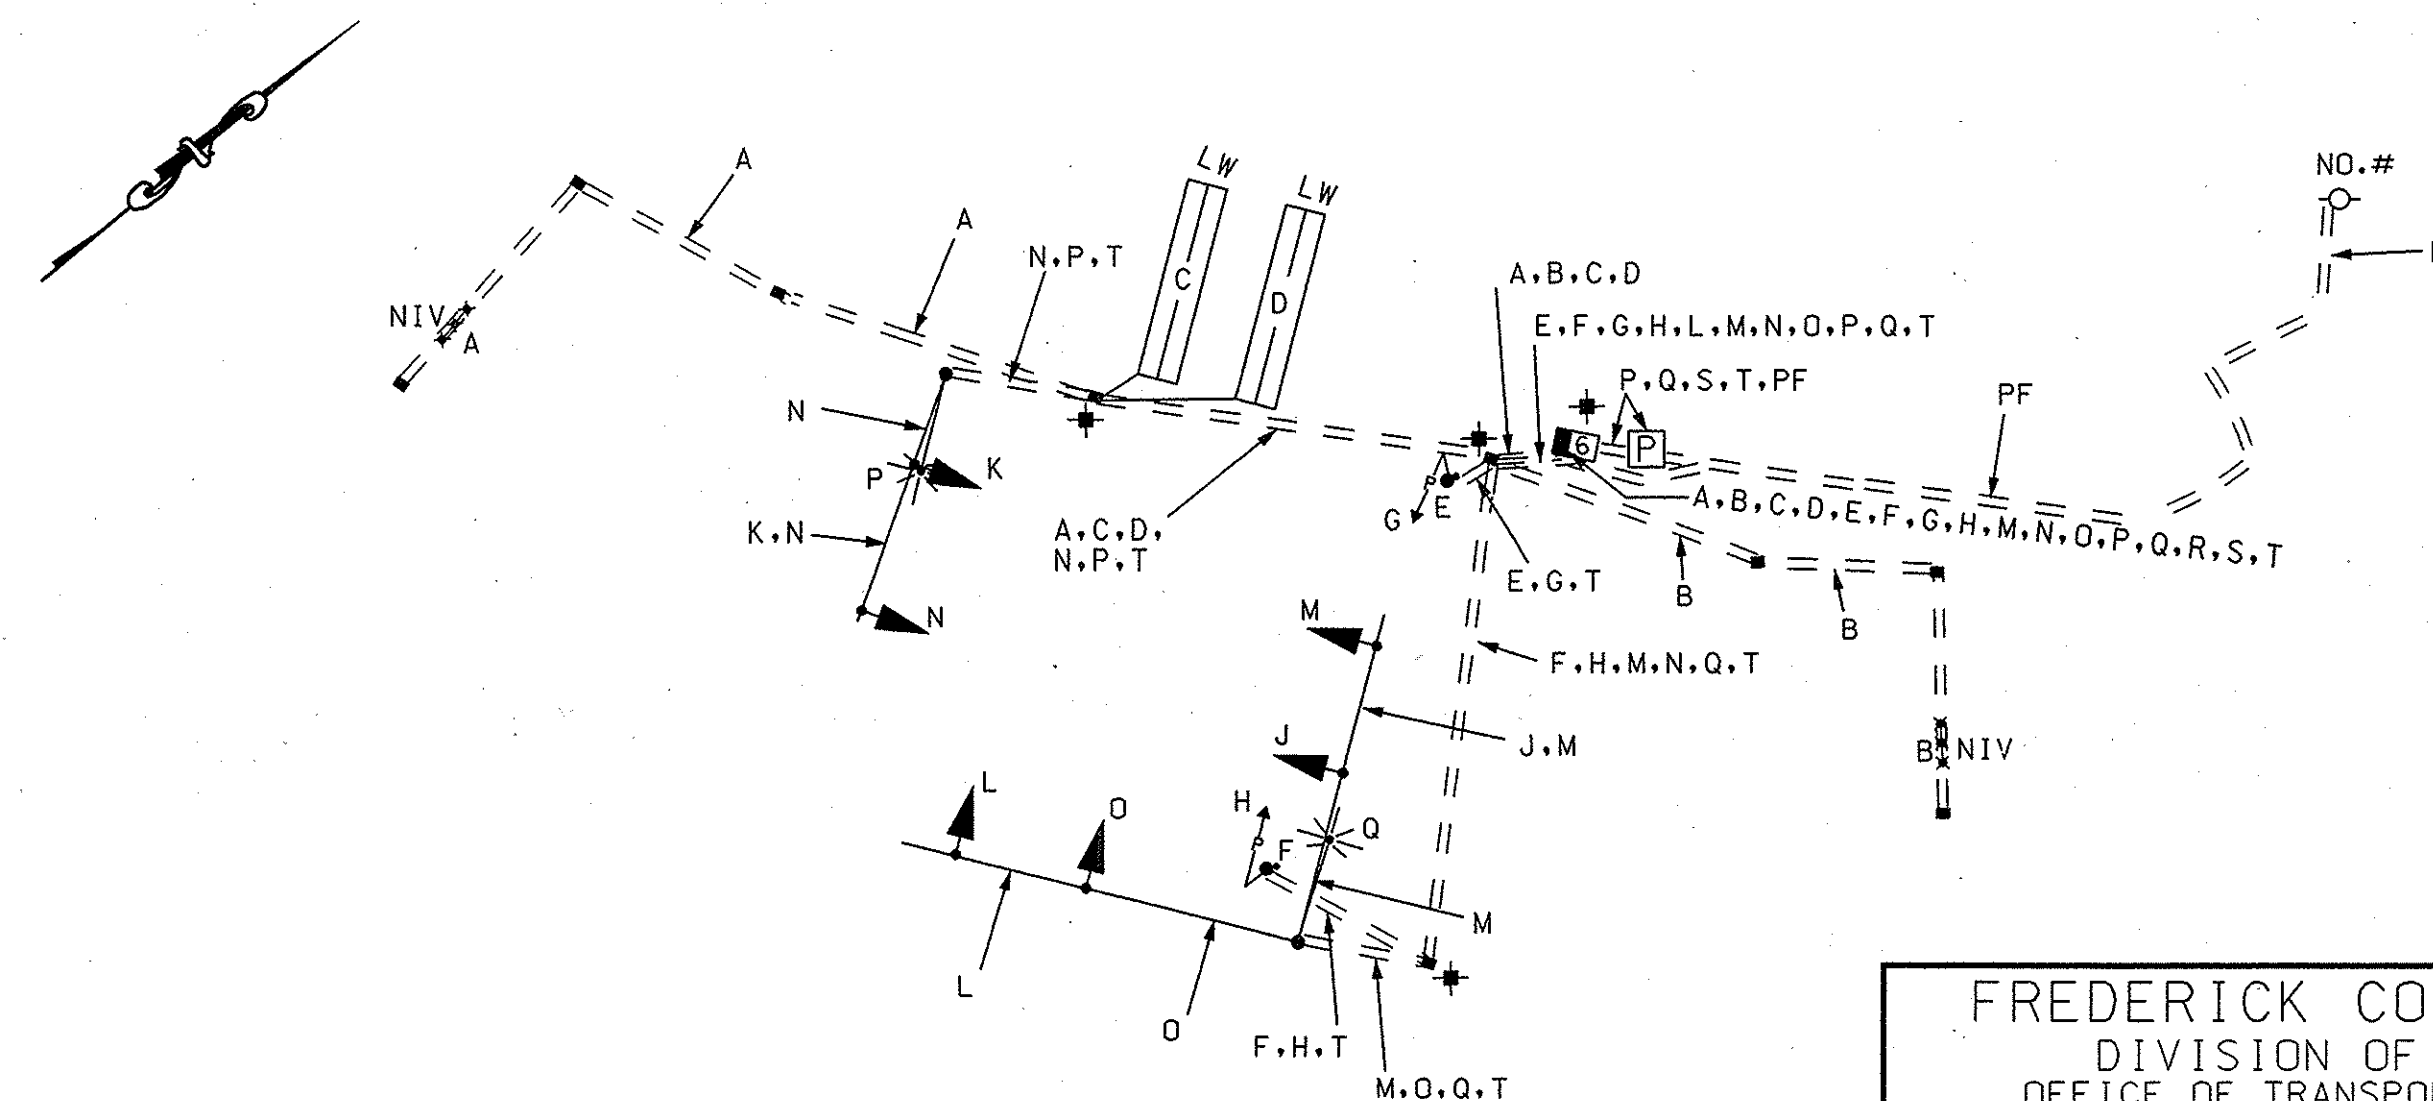 NO.#
A
LW
LW
A
N,P,T
C
D
A,B,C,D
E,F,G,H,L,M,N,O,P,Q,T
NIV
A
P,Q,S,T,PF
PF
N
6
P
P
K
P
E
G
A,B,C,D,E,F,G,H,M,N,O,P,Q,R,S,T
K,N
A,C,D,
N,P,T
E,G,T
B
B
N
M
F,H,M,N,Q,T
J
J,M
B
NIV
L
O
H
P
F
Q
M
L
O
F,H,T
M,O,Q,T
FREDERICK CO
DIVISION OF